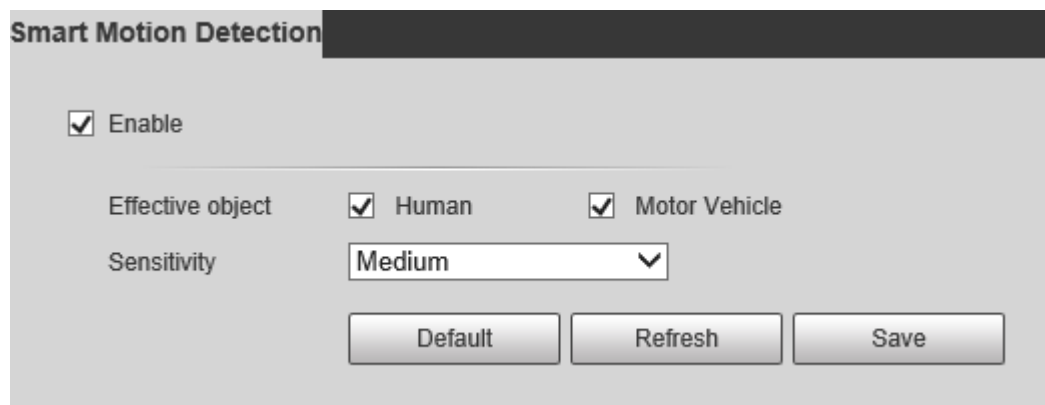 Smart Motion Detection
Enable
Effective object Human Motor Vehicle
Sensitivity Medium
Default Refresh Save